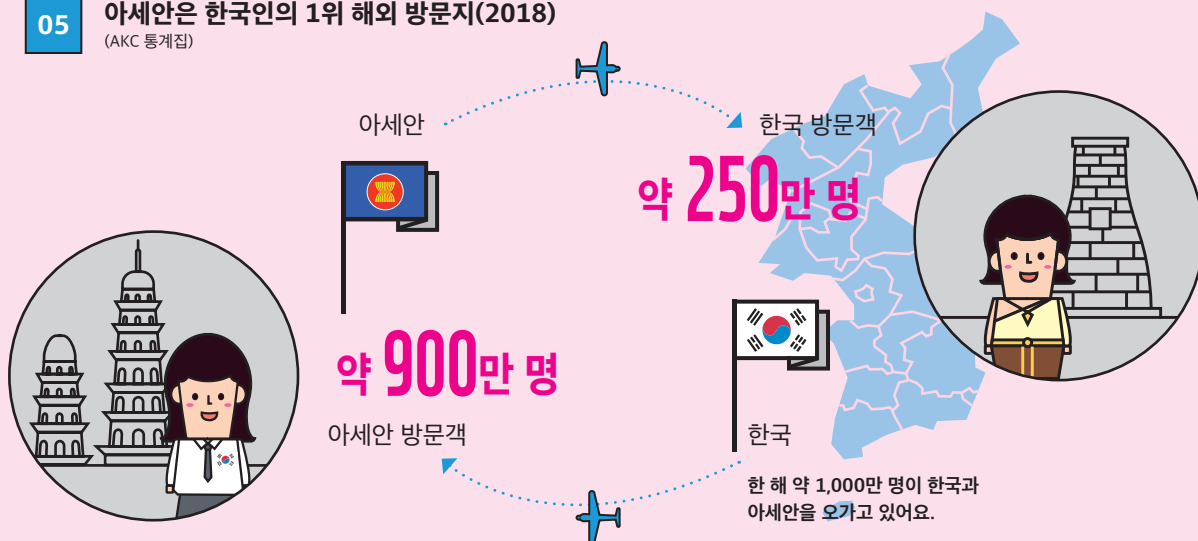 05
아세안은 한국인의 1위 해외 방문지(2018)
(AKC 통계집)
아세안
한국 방문객
약 250만 명
약 900만 명
아세안 방문객
한국
한 해 약 1,000만 명이 한국과
아세안을 오가고 있어요.